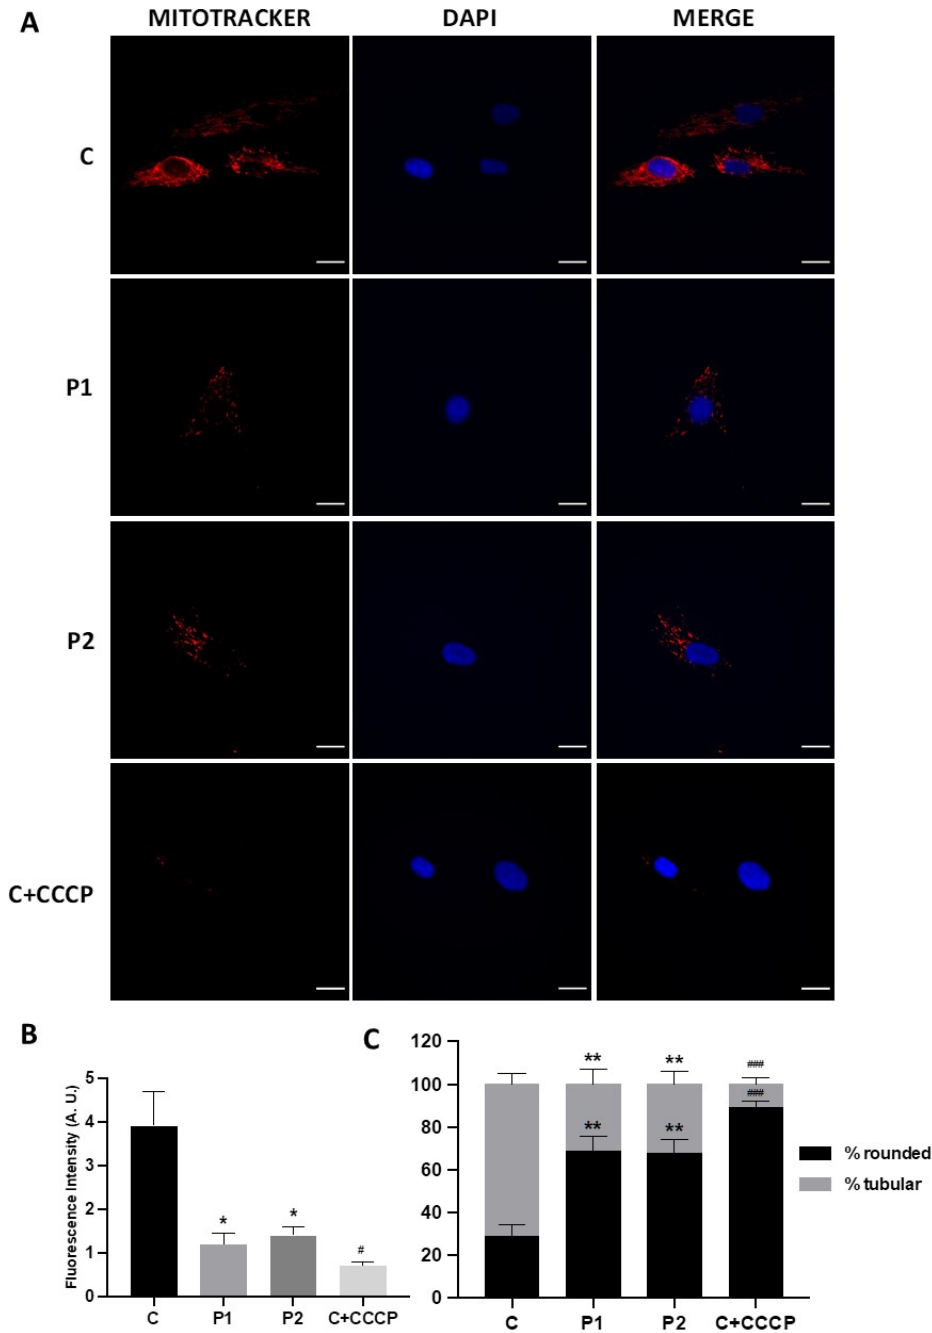 A
MITOTRACKER DAPI MERGE
C
P1
P2
C+CCCP
B
Fluorescence Intensity (A. U.)
5
4
3
2
1
0
*
*
#
C P1 P2 C+CCCP
C
120
100
80
60
40
20
0
** ** ###
** ** ###
C P1 P2 C+CCCP
% rounded
% tubular